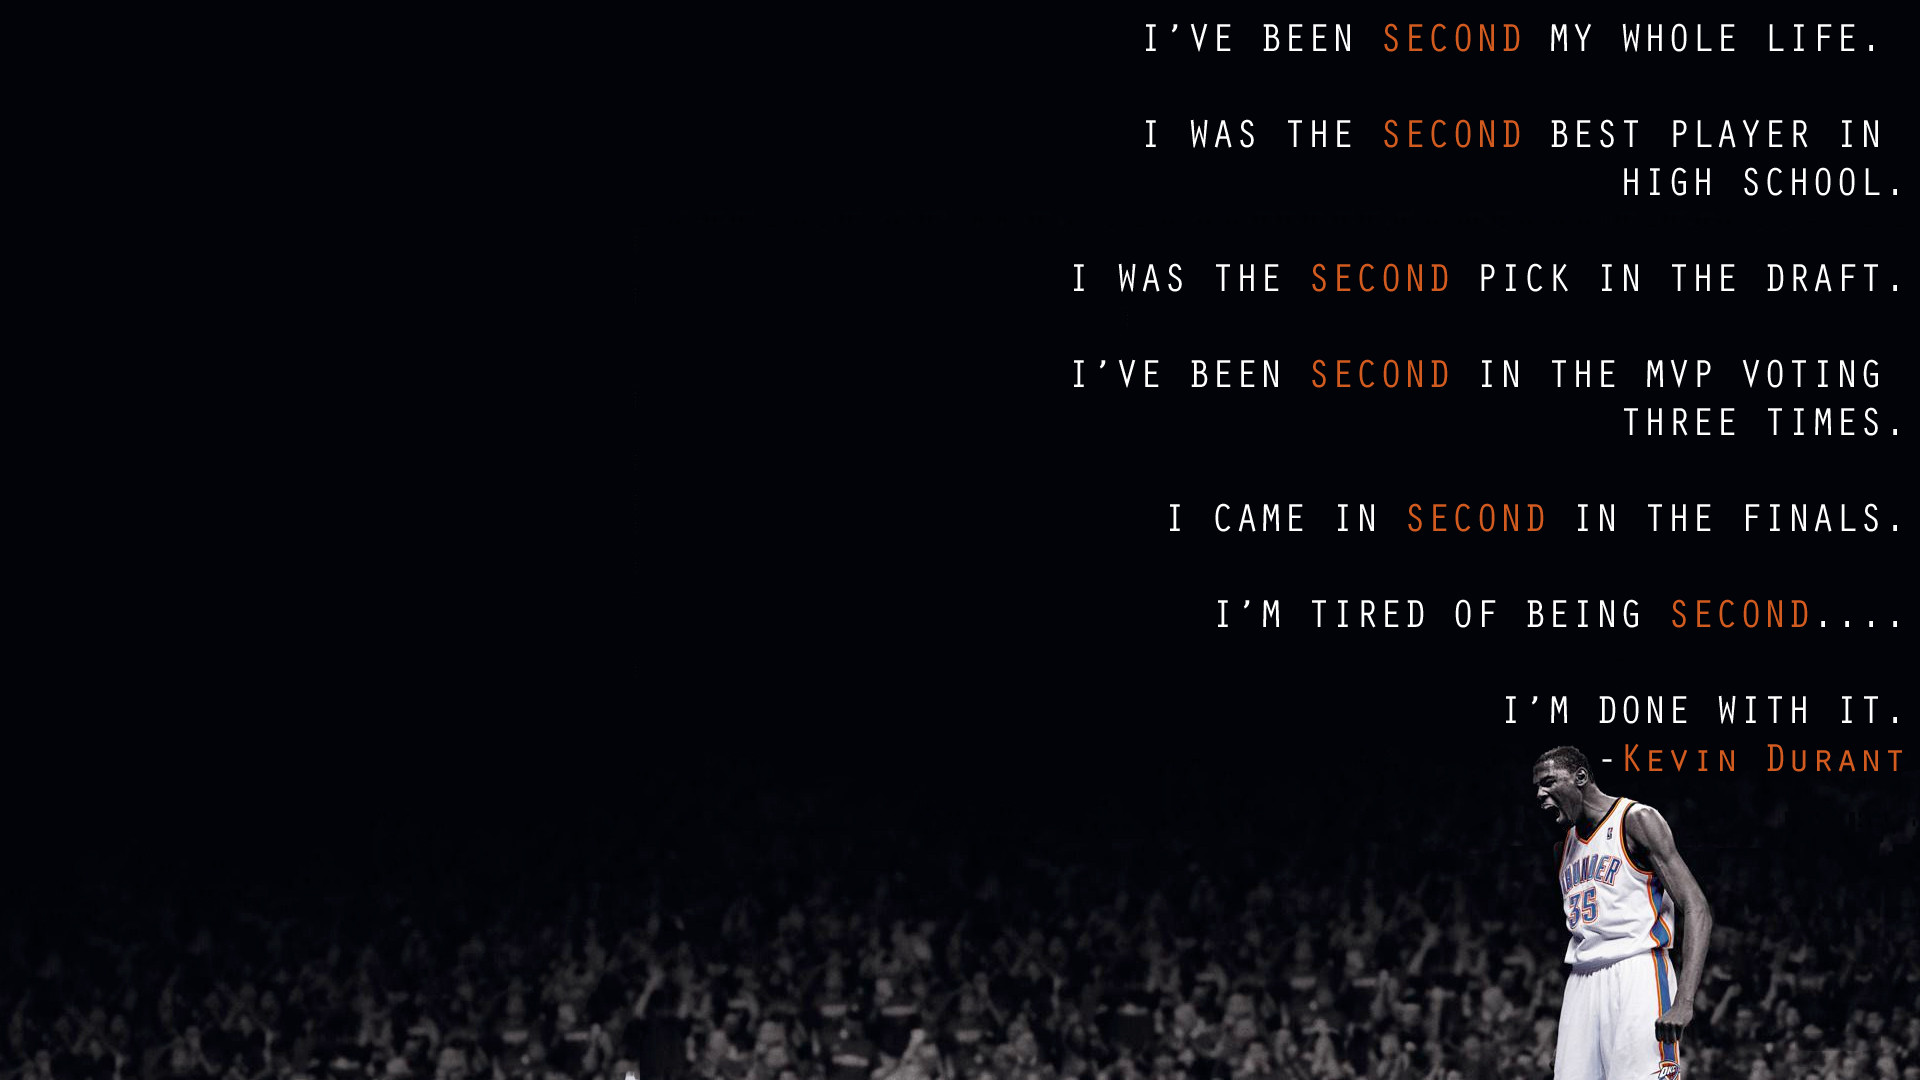 I'VE BEEN SECOND MY WHOLE LIFE.
I WAS THE SECOND BEST PLAYER IN
HIGH SCHOOL.
I WAS THE SECOND PICK IN THE DRAFT.
I'VE BEEN SECOND IN THE MVP VOTING
THREE TIMES.
I CAME IN SECOND IN THE FINALS.
I'M TIRED OF BEING SECOND....
I'M DONE WITH IT.
-KEVIN DURANT
THUNDER
35
OKC